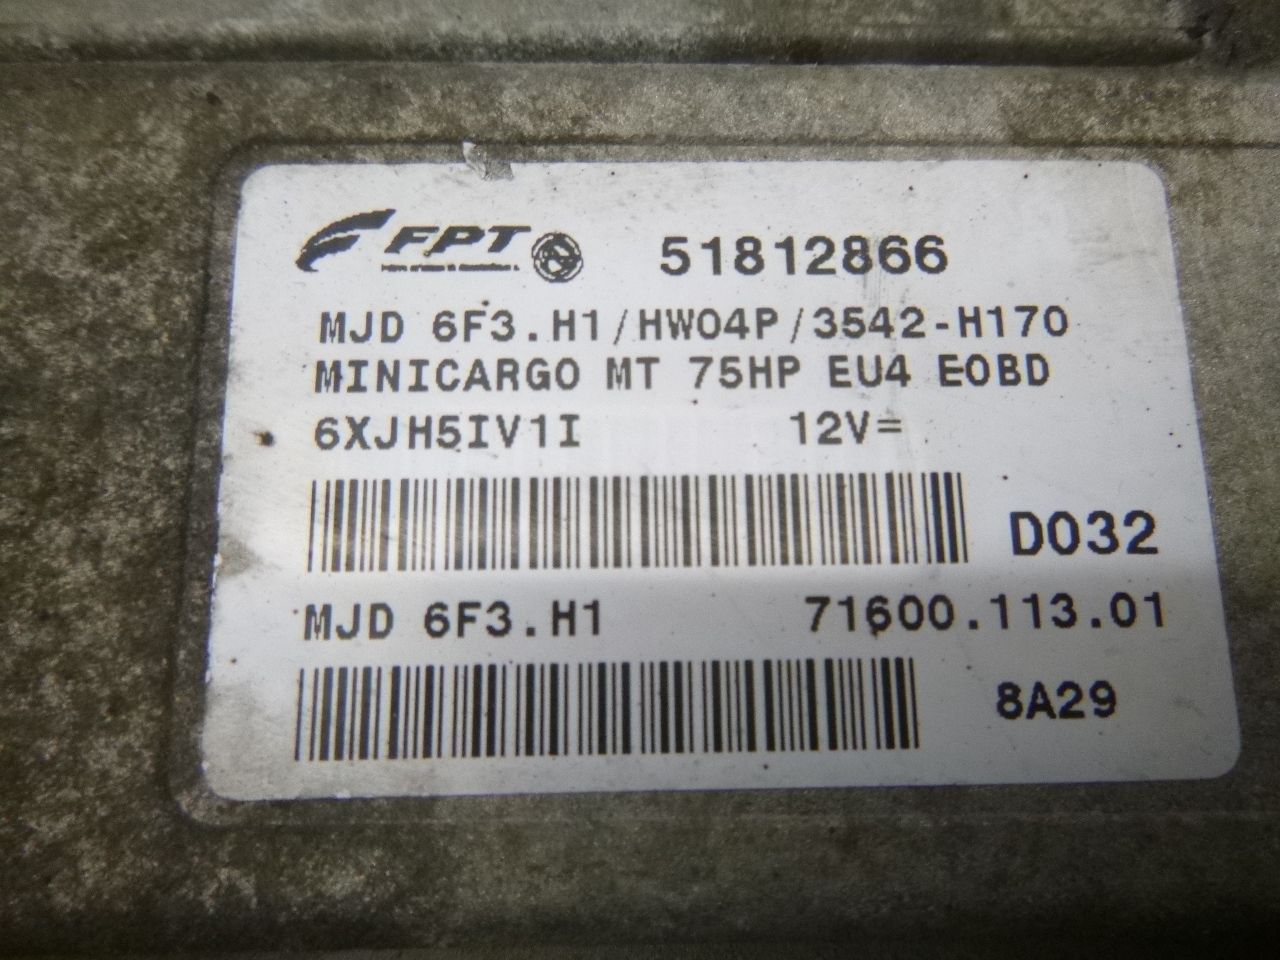 FPT 51812866
MJD 6F3.H1/HW04P/3542-H170
MINICARGO MT 75HP EU4 EOBD
6XJH5IV1I 12V=
D032
MJD 6F3.H1 71600.113.01
8A29